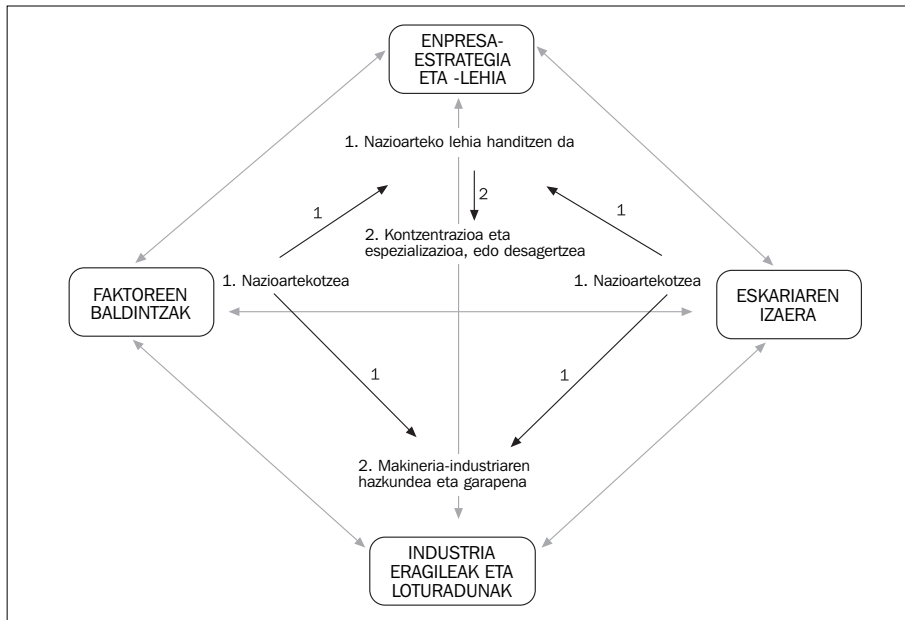 ENPRESA-
ESTRATEGIA
ETA -LEHIA
1. Nazioarteko lehia handitzen da
2
1
1
2. Kontzentrazioa eta
espezializazioa, edo desagertzea
FAKTOREEN
BALDINTZAK
1. Nazioartekotzea
1. Nazioartekotzea
ESKARIAREN
IZAERA
1
1
2. Makineria-industriaren
hazkundea eta garapena
INDUSTRIA
ERAGILEAK ETA
LOTURADUNAK